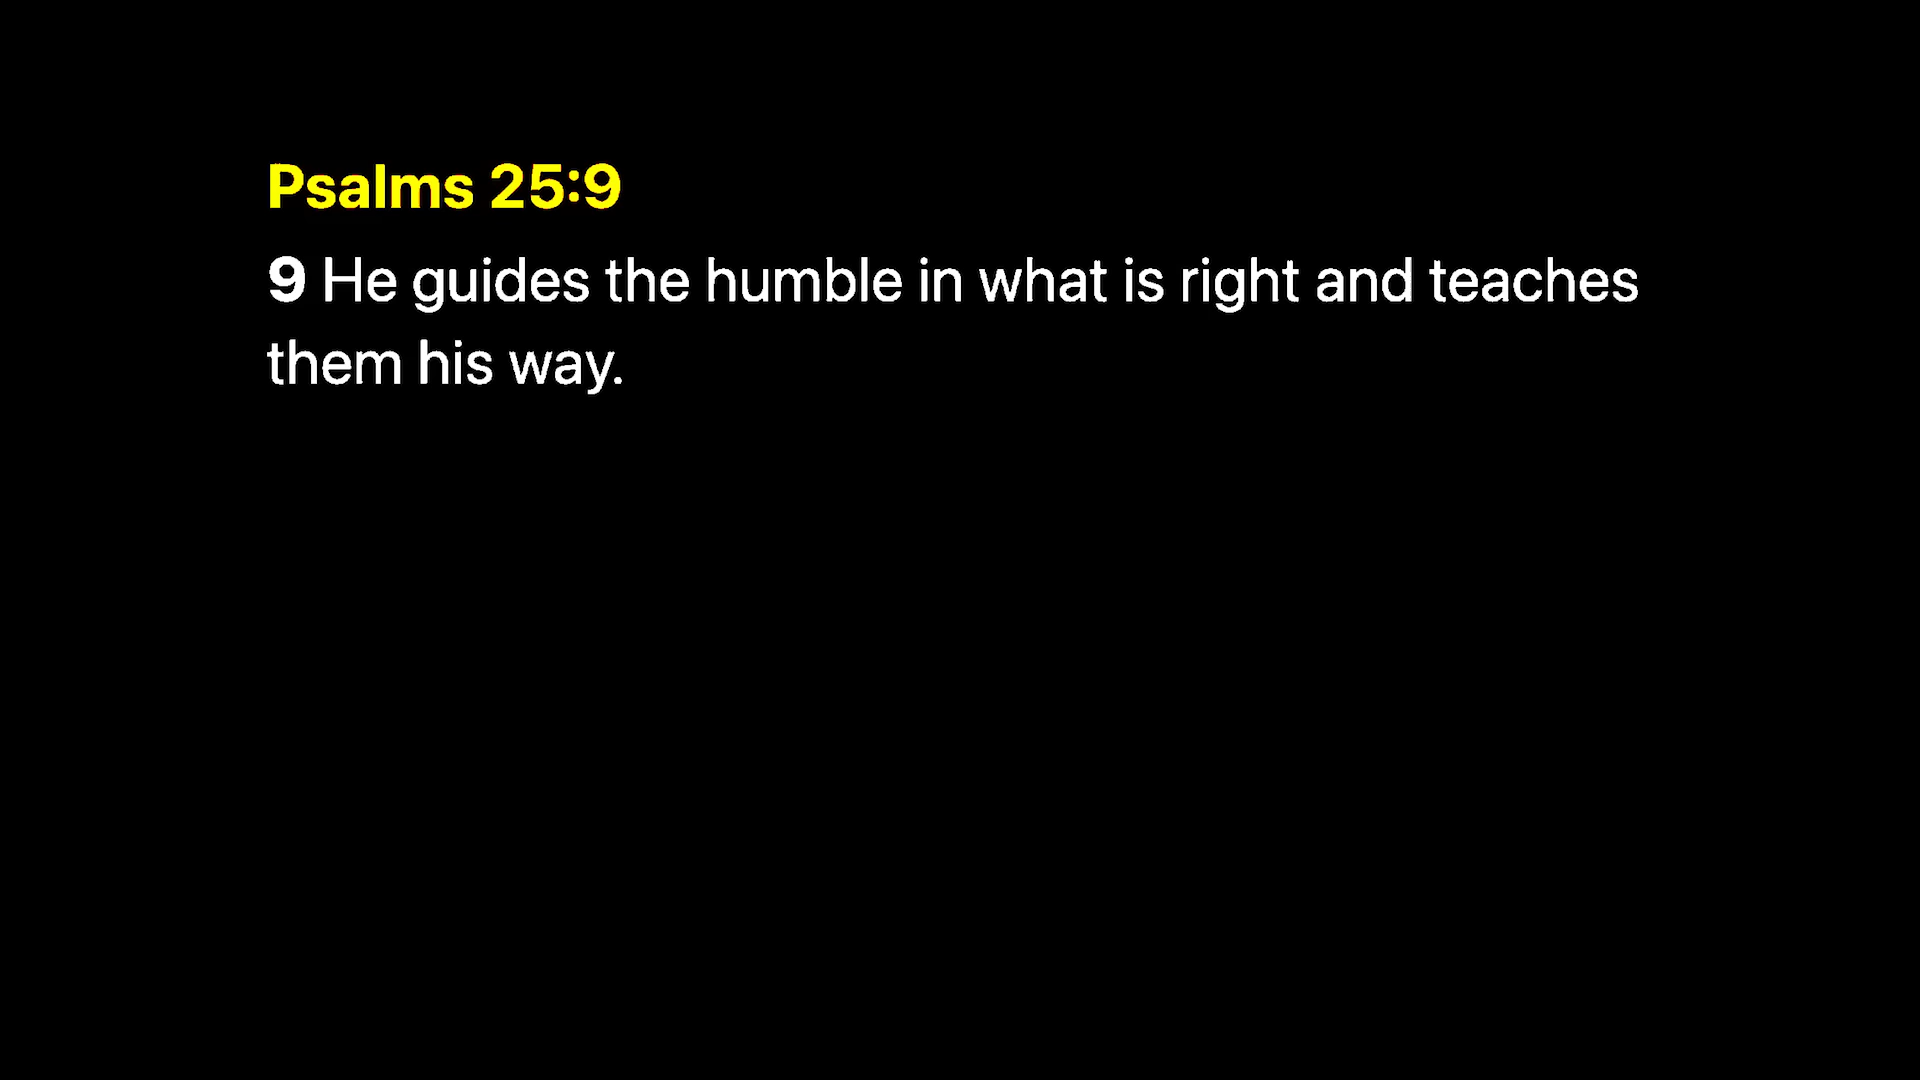 Psalms 25:9
9 He guides the humble in what is right and teaches
them his way.